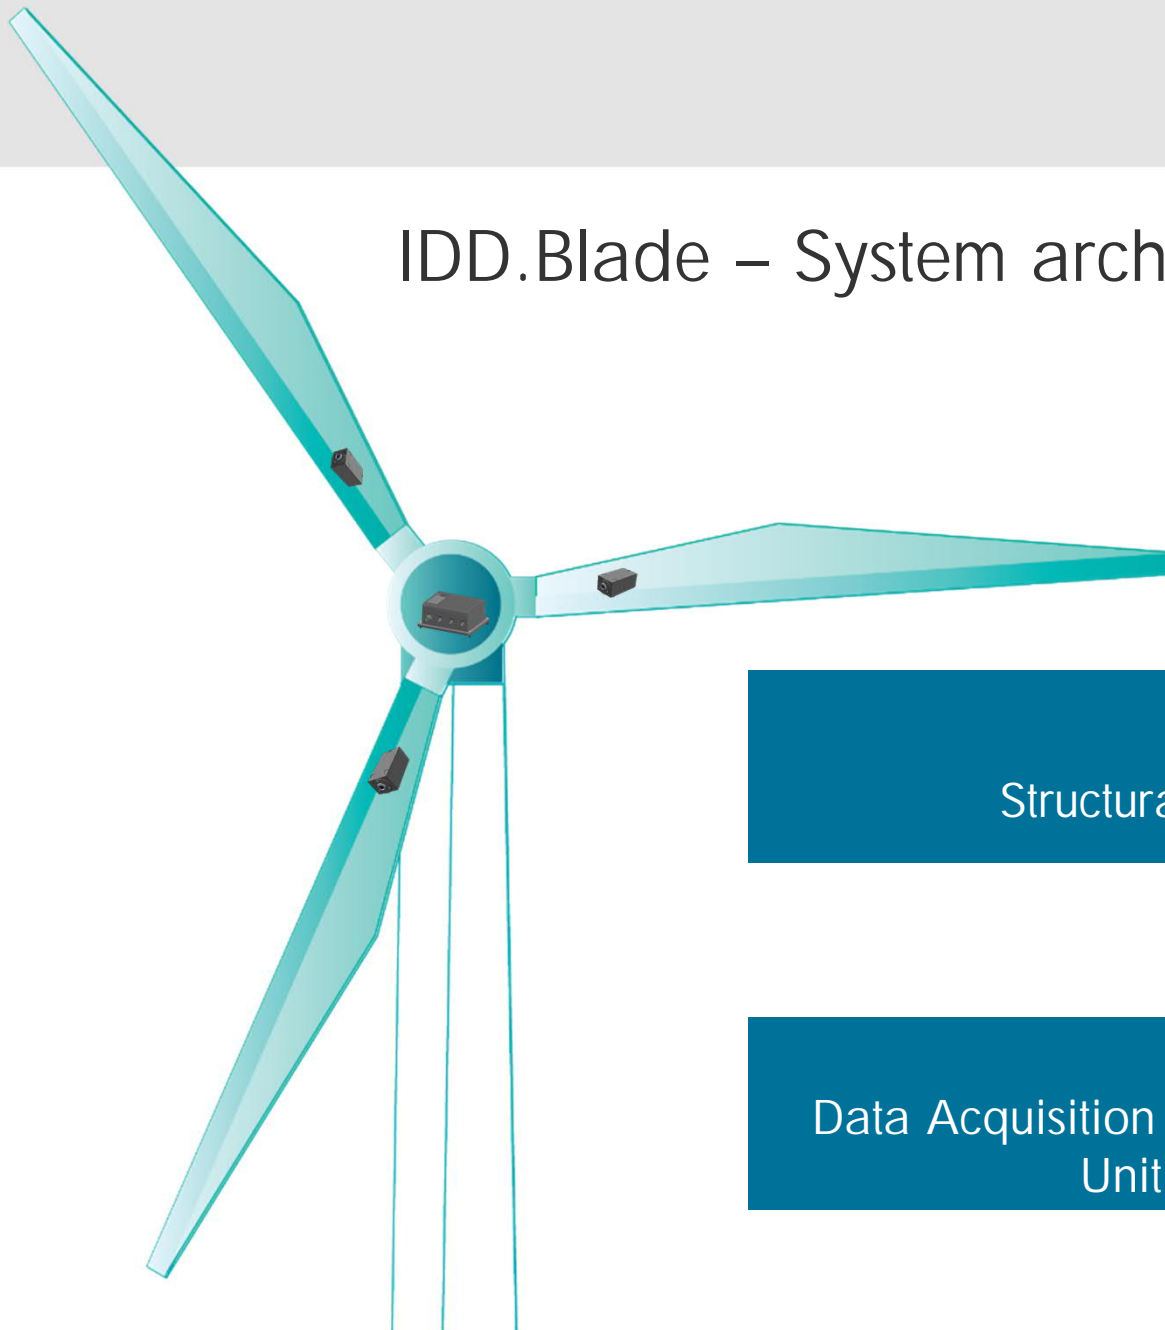 IDD.Blade – System arch
Structura
Data Acquisition
Unit